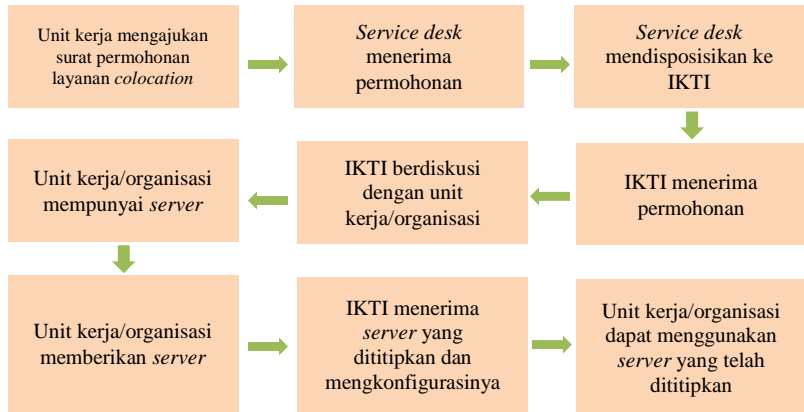 Unit kerja mengajukan
surat permohonan
layanan colocation
Service desk
menerima
permohonan
Service desk
mendisposisikan ke
IKTI
IKTI menerima
permohonan
IKTI berdiskusi
dengan unit
kerja/organisasi
Unit kerja/organisasi
mempunyai server
Unit kerja/organisasi
memberikan server
IKTI menerima
server yang
dititipkan dan
mengkonfigurasinya
Unit kerja/organisasi
dapat menggunakan
server yang telah
dititipkan